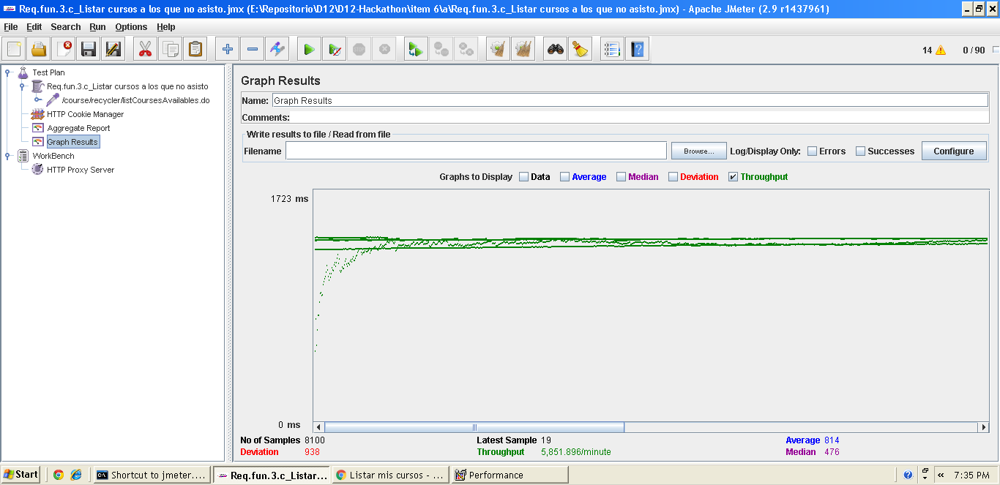 Req.fun.3.c_Listar cursos a los que no asisto.jmx (E:\Repositorio\D12\D12-Hackathon\item 6\a\Req.fun.3.c_Listar cursos a los que no asisto.jmx) - Apache JMeter (2.9 r1437961)
File Edit Search Run Options Help
14 0 / 90
Test Plan
Req.fun.3.c_Listar cursos a los que no asisto
/course/recycler/listCoursesAvailables.do
HTTP Cookie Manager
Aggregate Report
Graph Results
WorkBench
HTTP Proxy Server
Graph Results
Name: Graph Results
Comments:
Write results to file / Read from file
Filename Browse... Log/Display Only: Errors Successes Configure
Graphs to Display Data Average Median Deviation Throughput
1723 ms
0 ms
No of Samples 8100 Latest Sample 19 Average 814
Deviation 938 Throughput 5,851.896/minute Median 476
Start Shortcut to jmeter.... Req.fun.3.c_Listar... Listar mis cursos - ... Performance « 7:35 PM